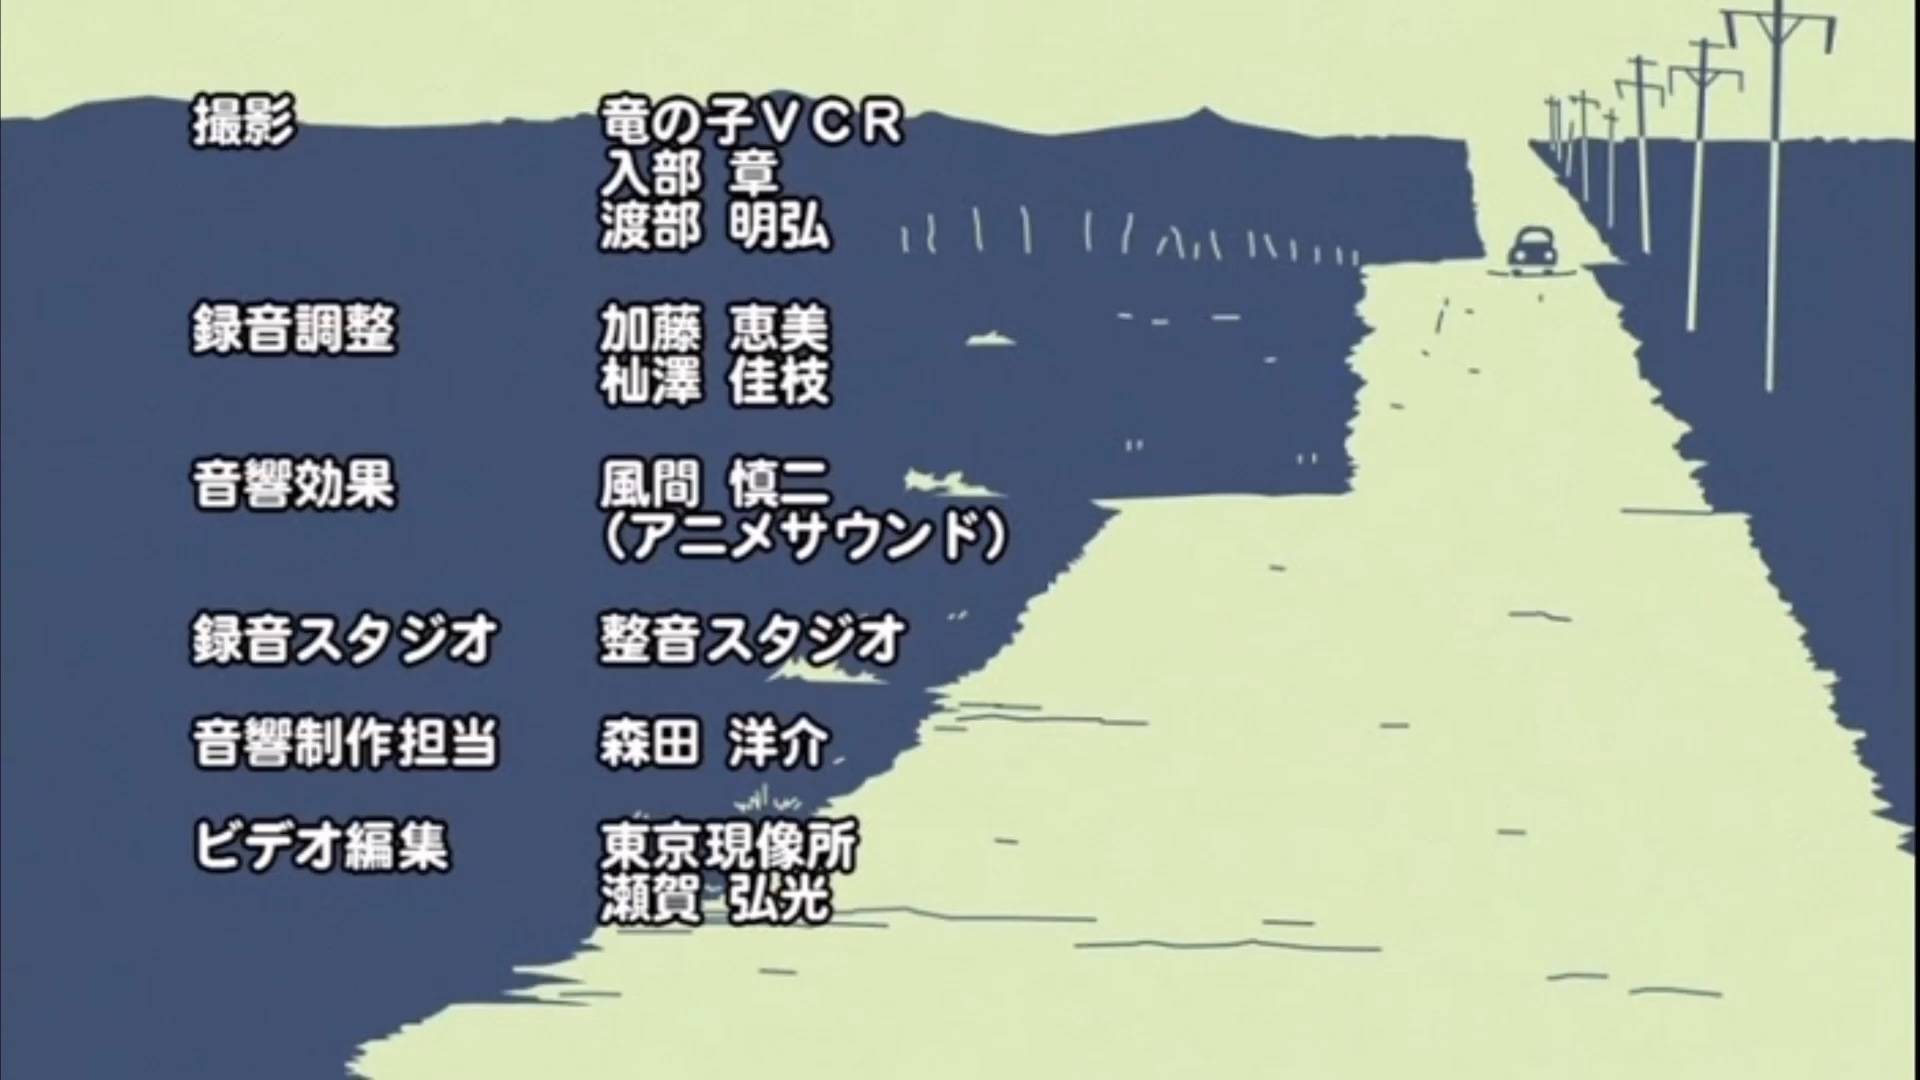 撮影 竜の子ＶＣＲ
入部 章
渡部 明弘
録音調整 加藤 恵美
杣澤 佳枝
音響効果 風間 慎二
（アニメサウンド）
録音スタジオ 整音スタジオ
音響制作担当 森田 洋介
ビデオ編集 東京現像所
瀬賀 弘光